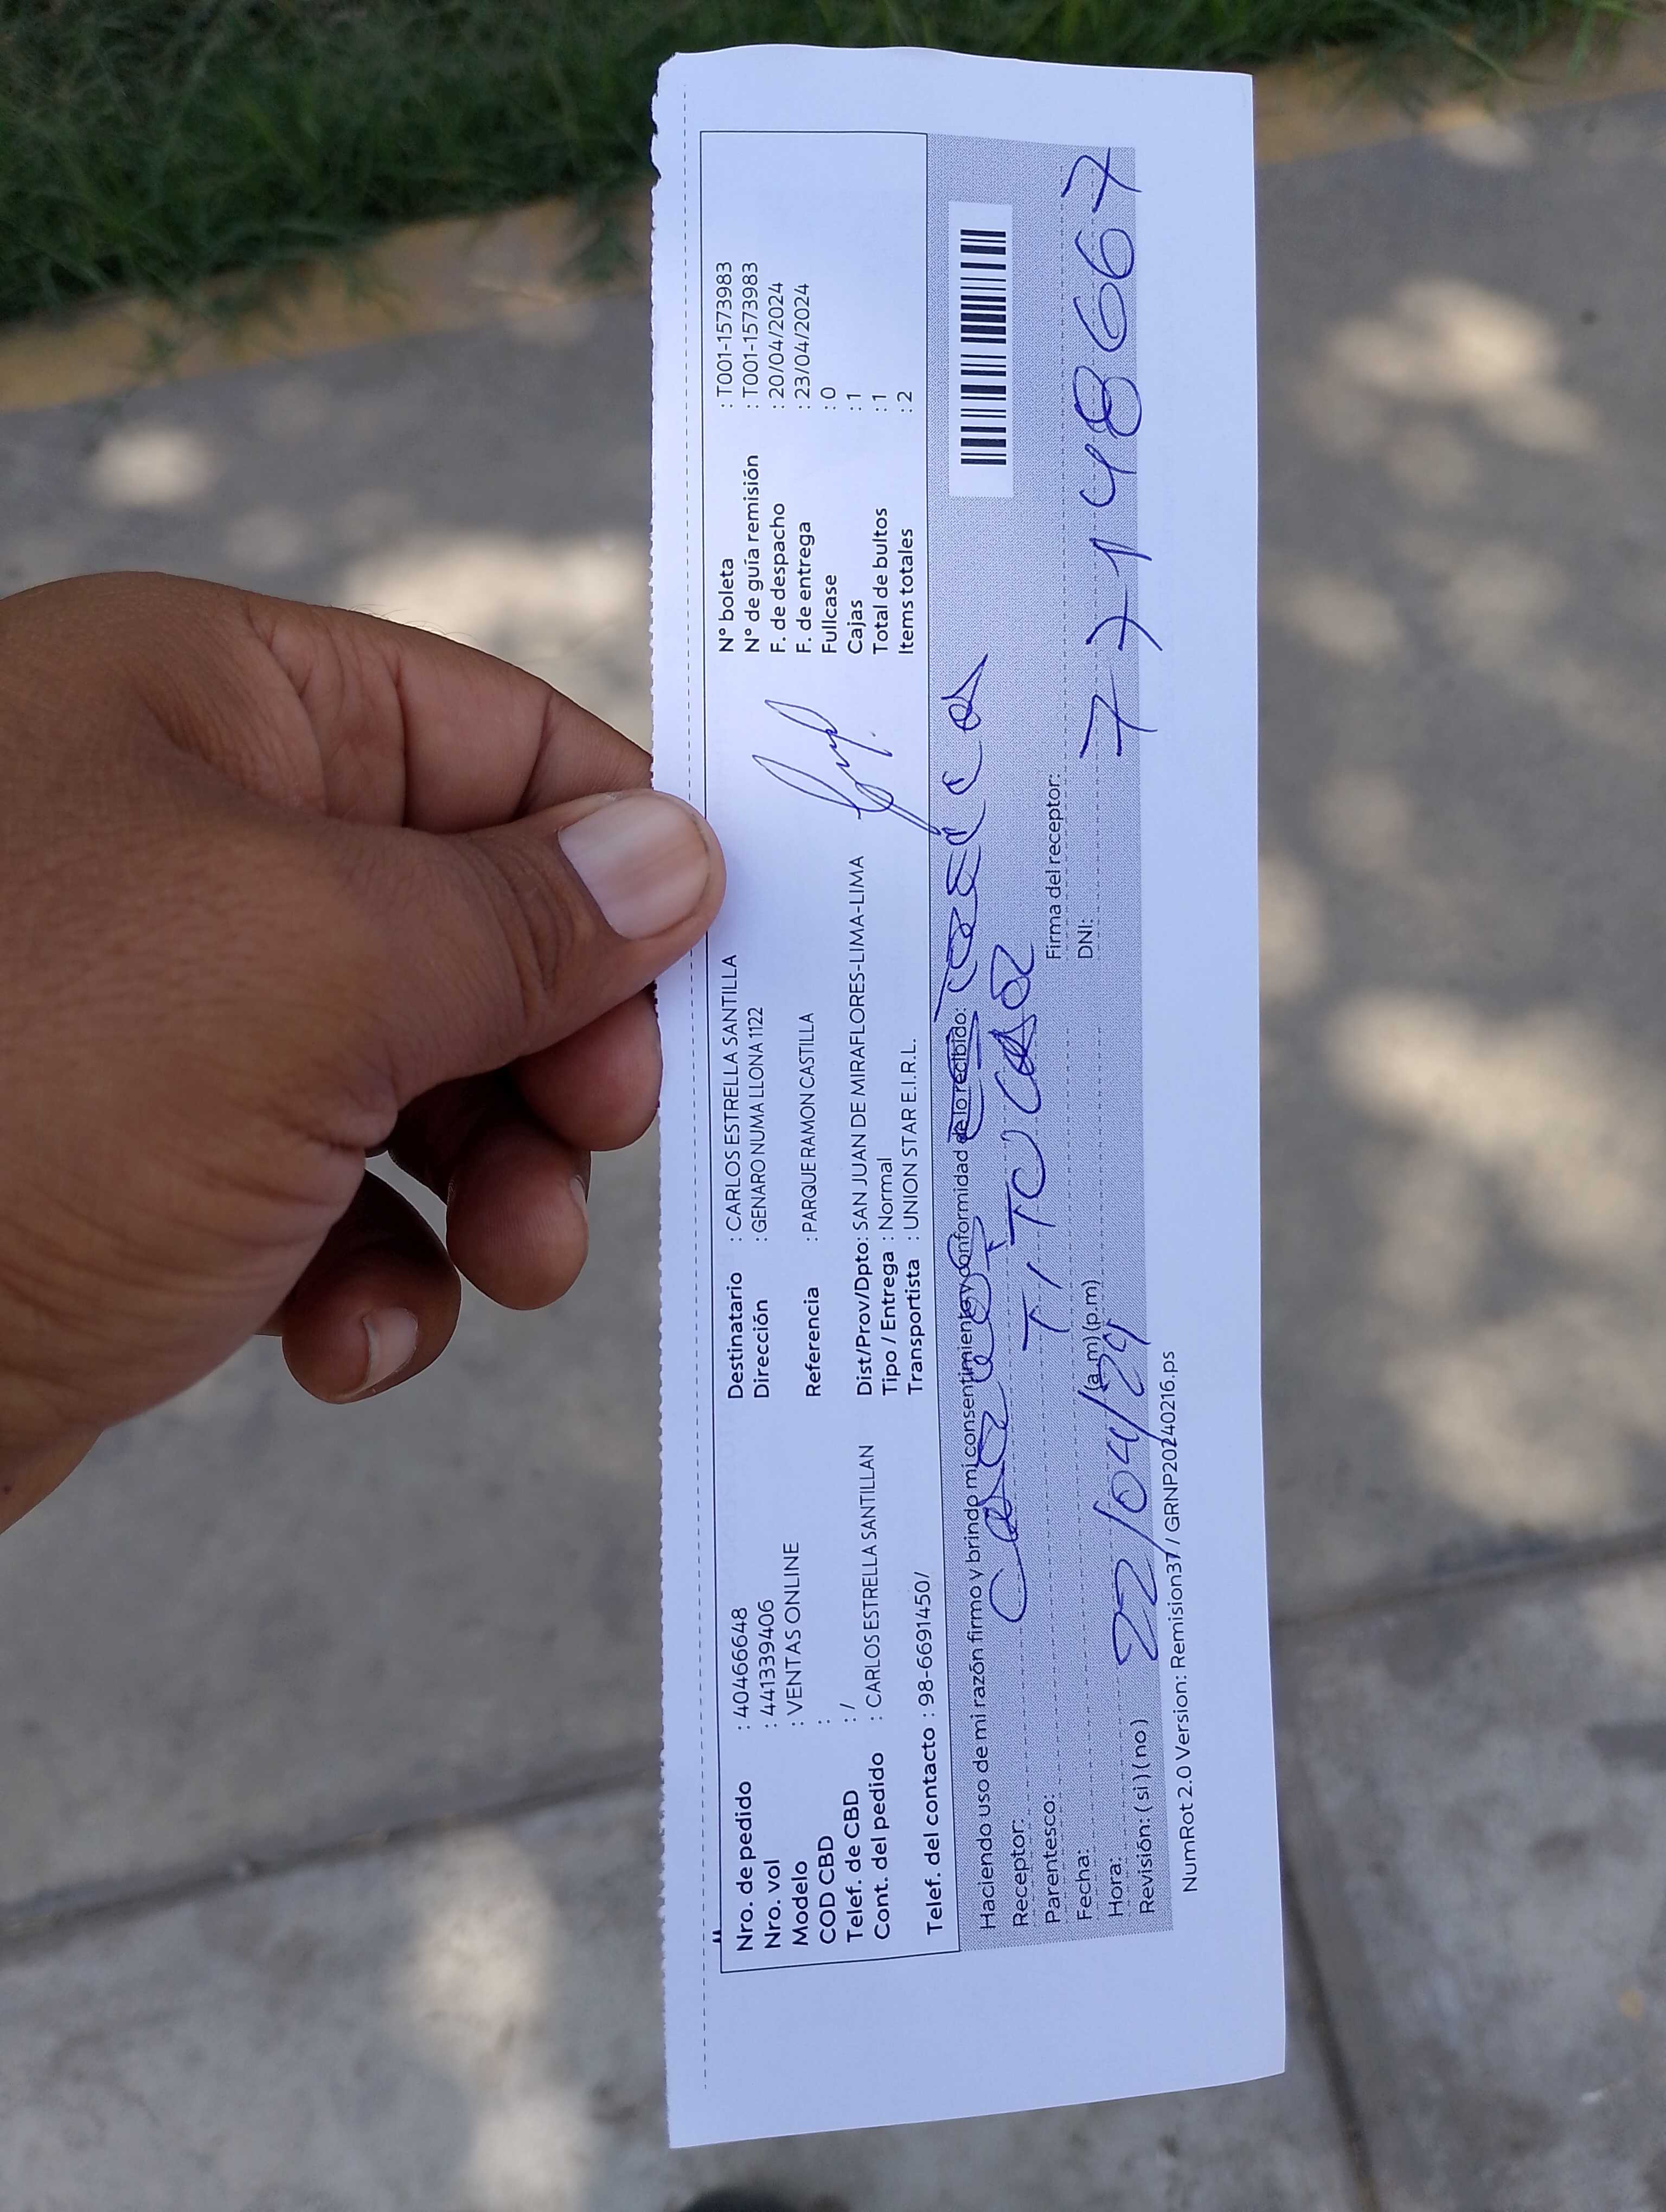 Nro. de pedido : 40466648
Nro. vol : 441339406
Modelo : VENTAS ONLINE
COD CBD :
Telef. de CBD : /
Cont. del pedido : CARLOS ESTRELLA SANTILLAN
Telef. del contacto : 98-6691450/
Destinatario : CARLOS ESTRELLA SANTILLA
Dirección : GENARO NUMA LLONA 1122
Referencia : PARQUE RAMON CASTILLA
Dist/Prov/Dpto: SAN JUAN DE MIRAFLORES-LIMA-LIMA
Tipo / Entrega : Normal
Transportista : UNION STAR E.I.R.L.
N° boleta : T001-1573983
N° de guía remisión : T001-1573983
F. de despacho : 20/04/2024
F. de entrega : 23/04/2024
Fullcase : 0
Cajas : 1
Total de bultos : 1
Items totales : 2
Haciendo uso de mi razón firmo y brindo mi consentimiento y conformidad de lo recibido:
Receptor:
Parentesco: TITULAR
Fecha: 22/04/24
Hora: (a.m) (p.m)
Revisión: ( si ) ( no )
Firma del receptor:
DNI: 77148667
NumRot 2.0 Version: Remision37 / GRNP20240216.ps